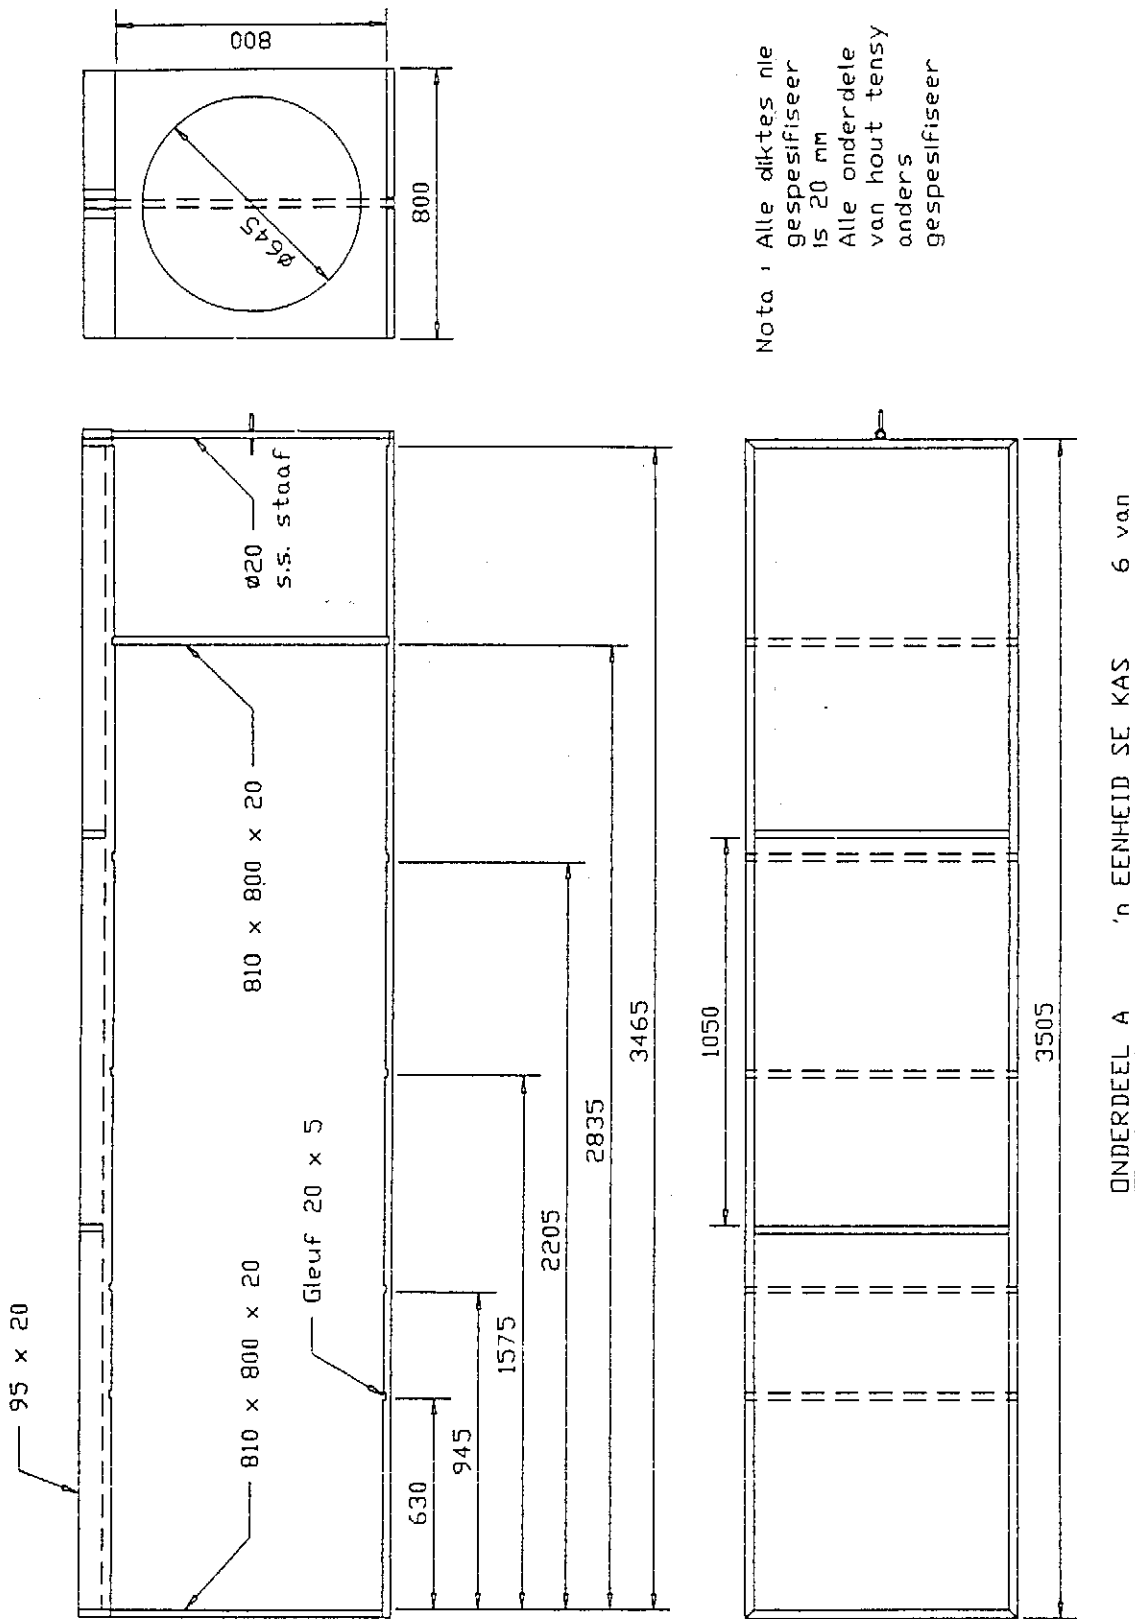 95 x 20
810 x 800 x 20
Gleuf 20 x 5
810 x 800 x 20
ø20
s.s. staaf
630
945
1575
2205
2835
3465
800
ø645
800
1050
3505
Nota : Alle diktes nie
gespesifiseer
is 20 mm
Alle onderdele
van hout tensy
anders
gespesifiseer
ONDERDEEL A 'n EENHEID SE KAS 6 van